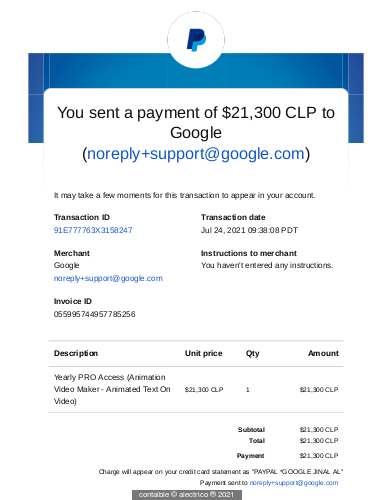 You sent a payment of $21,300 CLP to
Google
(noreply+support@google.com)
It may take a few moments for this transaction to appear in your account.
Transaction ID
91E777763X3158247
Transaction date
Jul 24, 2021 09:38:08 PDT
Merchant
Google
noreply+support@google.com
Instructions to merchant
You haven't entered any instructions.
Invoice ID
055995744957785256
Description Unit price Qty Amount
Yearly PRO Access (Animation
Video Maker - Animated Text On
Video)
$21,300 CLP 1 $21,300 CLP
Subtotal $21,300 CLP
Total $21,300 CLP
Payment $21,300 CLP
Charge will appear on your credit card statement as "PAYPAL *GOOGLE JINAL AL"
Payment sent to noreply+support@google.com
contaible © aiectrico ® 2021